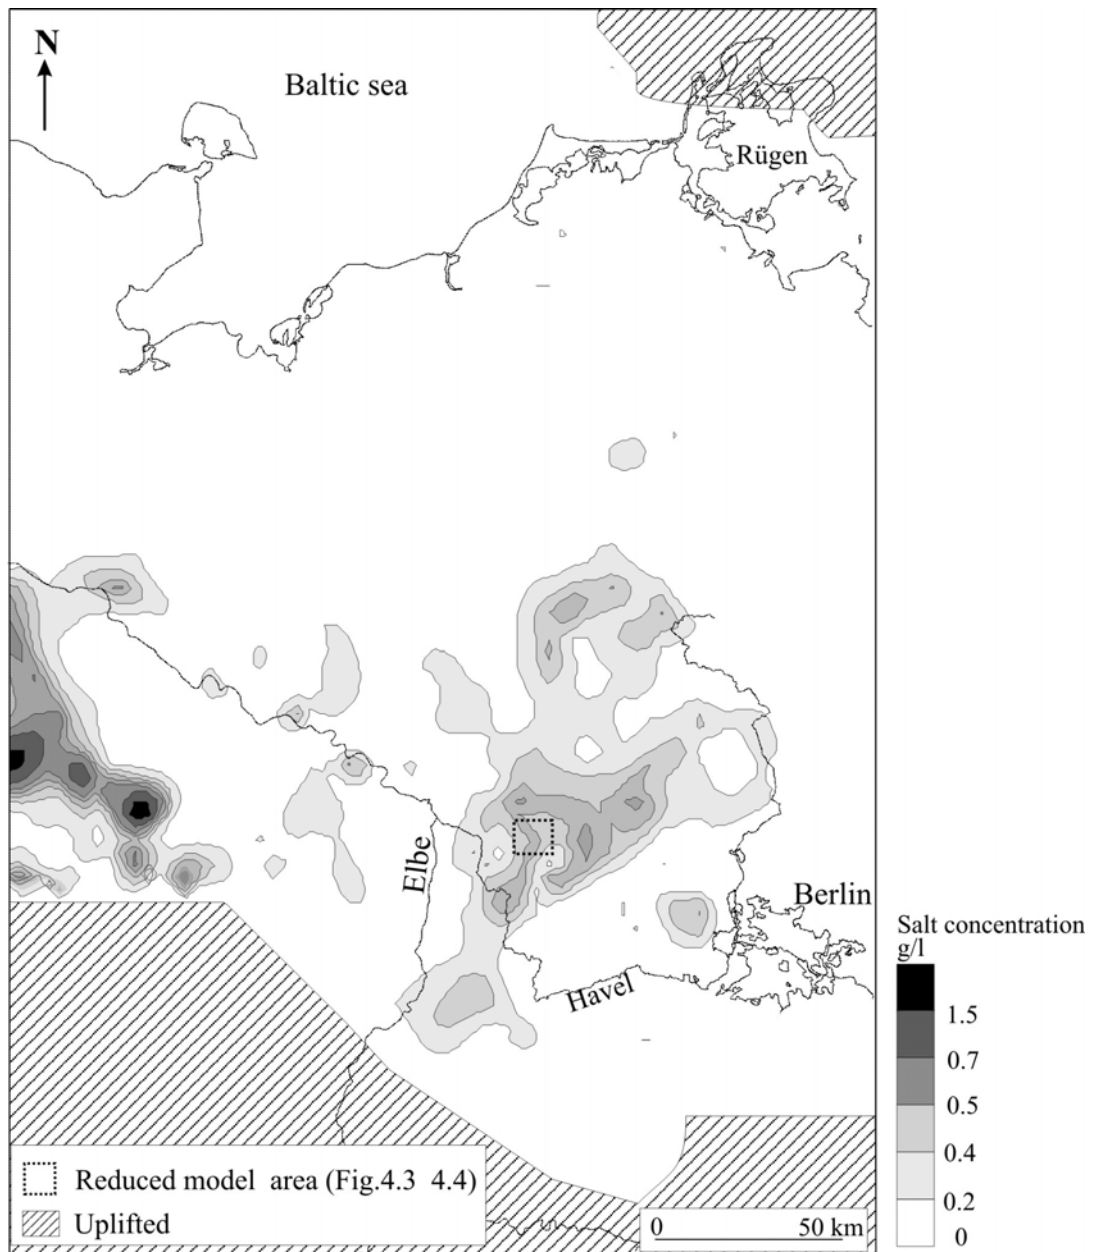 N
Baltic sea
Rügen
Elbe
Berlin
Havel
Salt concentration
g/l
1.5
0.7
0.5
0.4
0.2
0
Reduced model area (Fig.4.3 4.4)
Uplifted
0 50 km